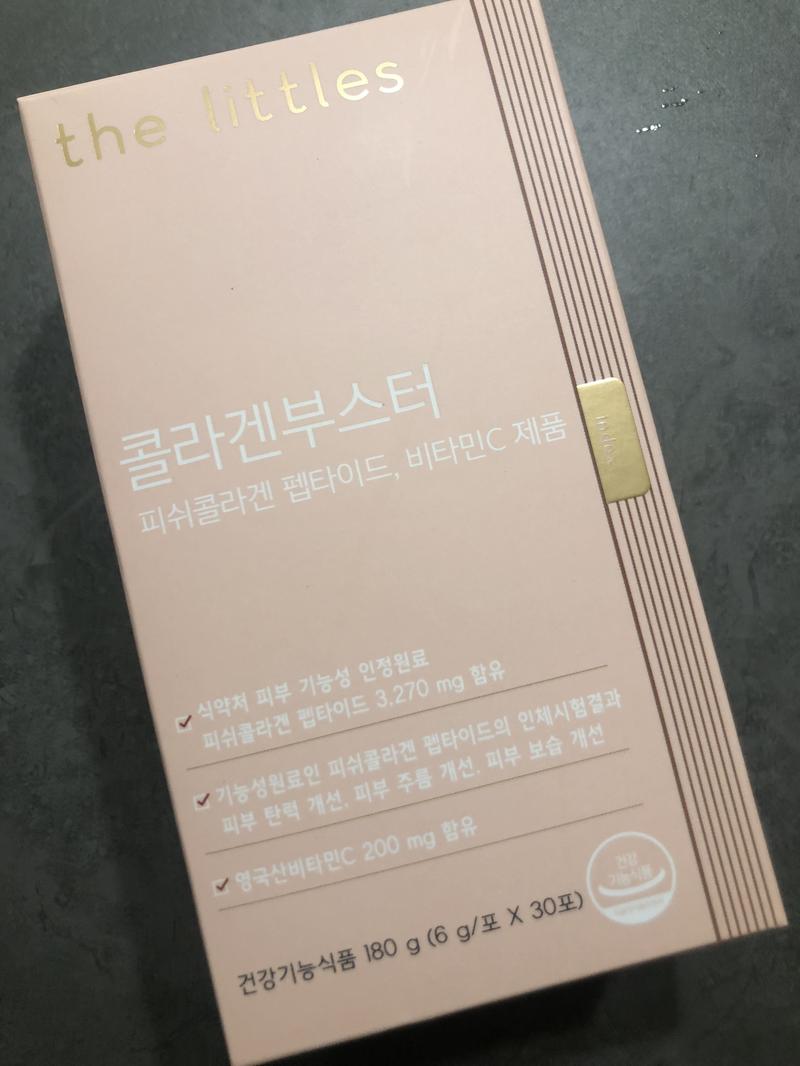 the littles
콜라겐부스터
피쉬콜라겐 펩타이드, 비타민C 제품
식약처 피부 기능성 인정원료
피쉬콜라겐 펩타이드 3,270 mg 함유
기능성원료인 피쉬콜라겐 펩타이드의 인체시험결과
피부 탄력 개선, 피부 주름 개선, 피부 보습 개선
영국산비타민C 200 mg 함유
건강
기능식품
건강기능식품 180 g (6 g/포 X 30포)